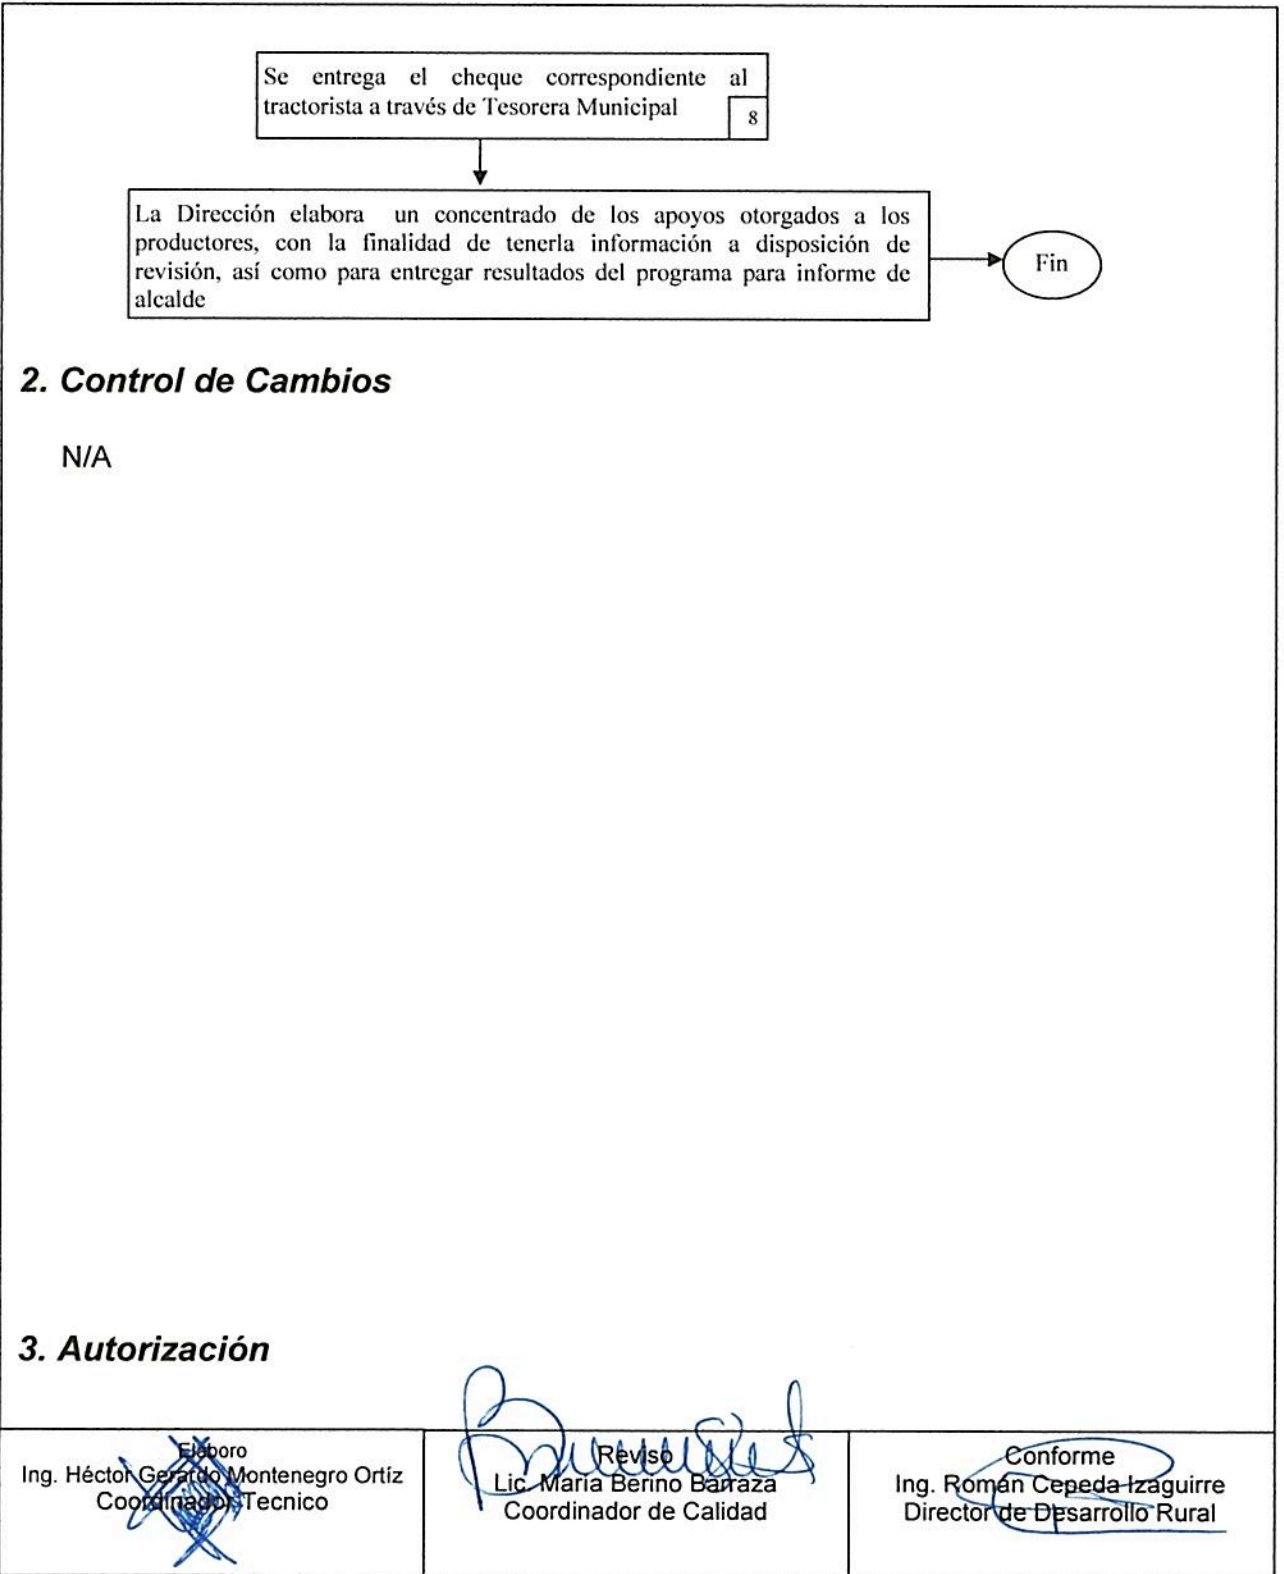 Se entrega el cheque correspondiente al
tractorista a través de Tesorera Municipal
8
La Dirección elabora un concentrado de los apoyos otorgados a los
productores, con la finalidad de tenerla información a disposición de
revisión, así como para entregar resultados del programa para informe de
alcalde
Fin
2. Control de Cambios
N/A
3. Autorización
Elaboro
Ing. Héctor Gerardo Montenegro Ortíz
Coordinador Tecnico
Reviso
Lic. Maria Berino Barraza
Coordinador de Calidad
Conforme
Ing. Román Cepeda Izaguirre
Director de Desarrollo Rural